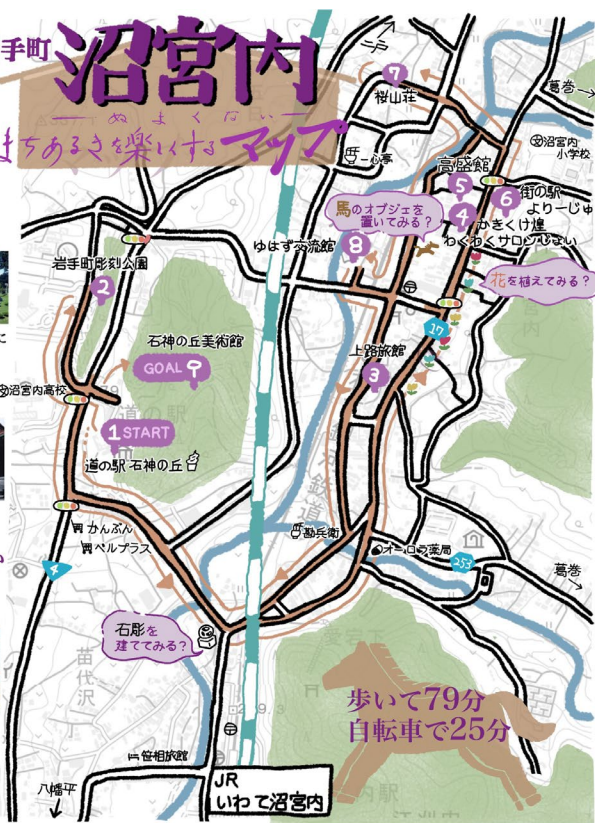 手町
沼宮内
ぬまくない
まちあるきを楽しくするマップ
7
桜山荘
一戸
葛巻
一心亭
沼宮内
小学校
高盛館
5
4
6
街の駅
よりーじゅ
かきくけ煌
わくわくサロンじない
馬のオブジェを
置いてみる？
ゆはず交流館
8
花を植えてみる？
岩手町彫刻公園
2
石神の丘美術館
GOAL
17
上路旅館
3
沼宮内高校
道の駅
1 START
道の駅 石神の丘
かんぶん
ベルプラス
4
勘兵衛
オーロラ薬局
253
葛巻
石彫を
建ててみる？
苗代沢
歩いて79分
自転車で25分
笹相旅館
八幡平
JR
いわて沼宮内